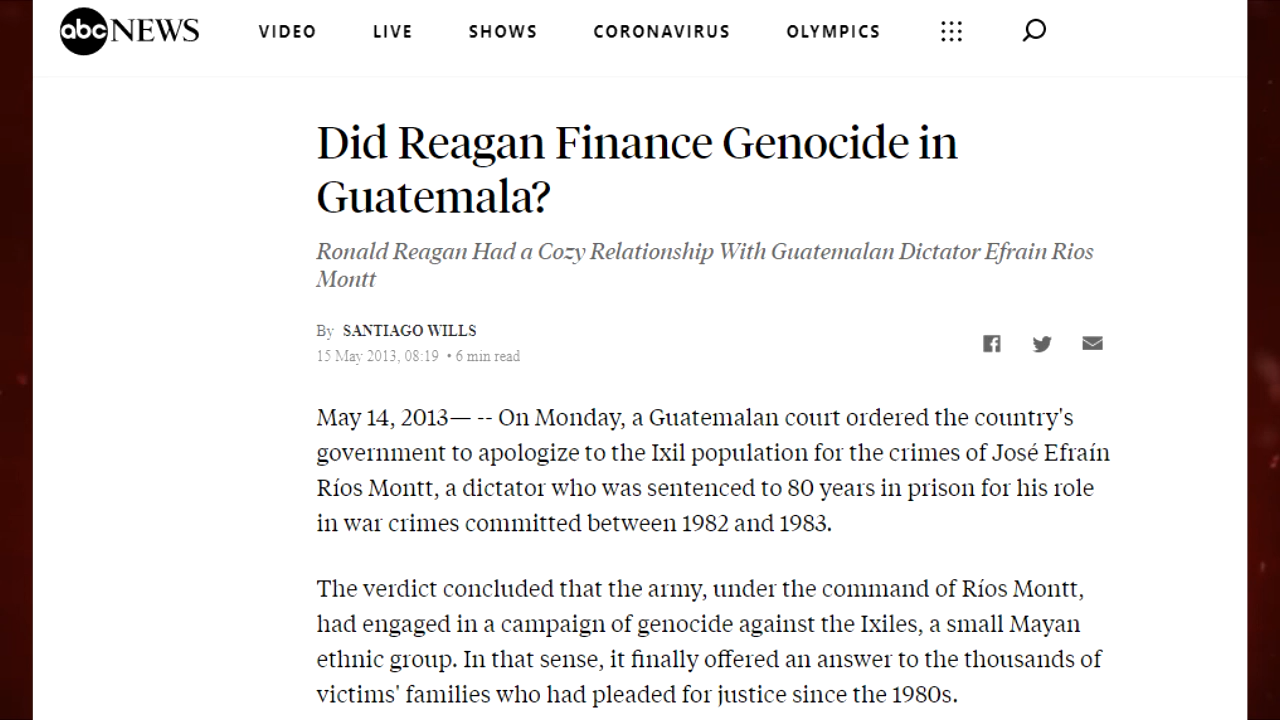 abc NEWS VIDEO LIVE SHOWS CORONAVIRUS OLYMPICS
Did Reagan Finance Genocide in
Guatemala?
Ronald Reagan Had a Cozy Relationship With Guatemalan Dictator Efrain Rios
Montt
By SANTIAGO WILLS
15 May 2013, 08:19 • 6 min read
May 14, 2013— -- On Monday, a Guatemalan court ordered the country's
government to apologize to the Ixil population for the crimes of José Efraín
Ríos Montt, a dictator who was sentenced to 80 years in prison for his role
in war crimes committed between 1982 and 1983.
The verdict concluded that the army, under the command of Ríos Montt,
had engaged in a campaign of genocide against the Ixiles, a small Mayan
ethnic group. In that sense, it finally offered an answer to the thousands of
victims' families who had pleaded for justice since the 1980s.